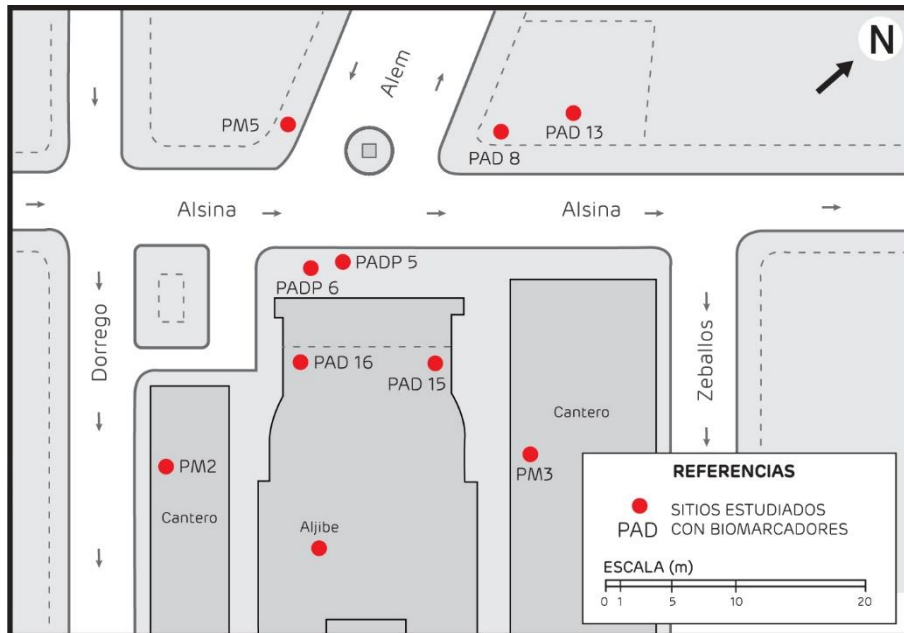 N
Alem
PM5
PAD 13
PAD 8
Alsina
Alsina
PADP 5
PADP 6
Dorrego
Zeballos
PAD 16
PAD 15
Cantero
PM2
PM3
Cantero
Aljibe
REFERENCIAS
PAD
SITIOS ESTUDIADOS
CON BIOMARCADORES
ESCALA (m)
0 1 5 10 20